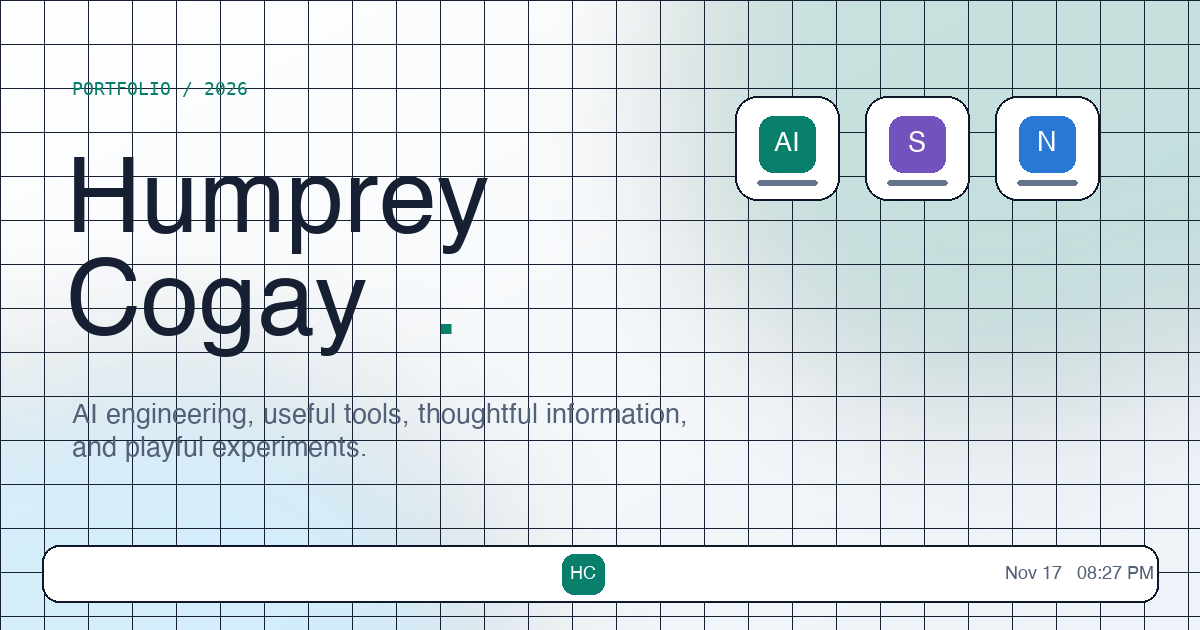 PORTFOLIO / 2026
AI S N
Humprey
Cogay .
AI engineering, useful tools, thoughtful information,
and playful experiments.
HC Nov 17 08:27 PM